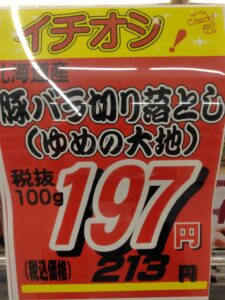 イチオシ!
Check!
北海道産
豚バラ切り落とし
(ゆめの大地)
税抜
100g
197円
(税込価格) 213円